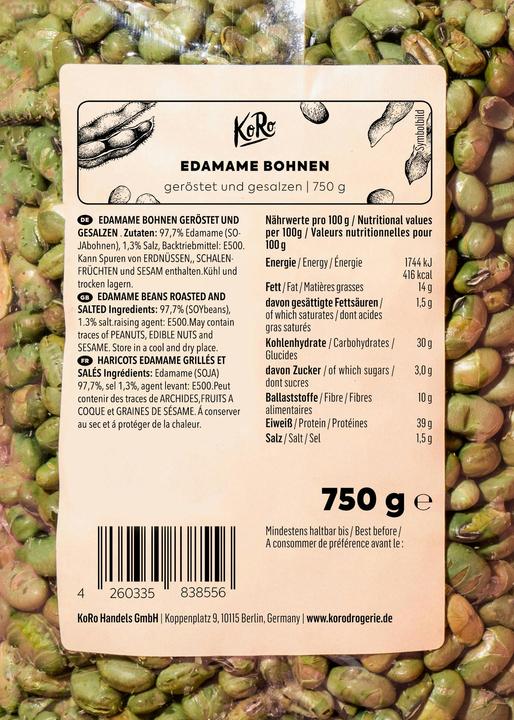 KoRo
Symbolbild
EDAMAME BOHNEN
geröstet und gesalzen | 750 g
DE EDAMAME BOHNEN GERÖSTET UND
GESALZEN . Zutaten: 97,7% Edamame (SO-
JAbohnen), 1,3% Salz, Backtriebmittel: E500.
Kann Spuren von ERDNÜSSEN,, SCHALEN-
FRÜCHTEN und SESAM enthalten.Kühl und
trocken lagern.
GB EDAMAME BEANS ROASTED AND
SALTED Ingredients: 97,7% (SOYbeans),
1.3% salt.raising agent: E500.May contain
traces of PEANUTS, EDIBLE NUTS and
SESAME. Store in a cool and dry place.
FR HARICOTS EDAMAME GRILLÉS ET
SALÉS Ingrédients: Edamame (SOJA)
97,7%, sel 1,3%, agent levant: E500.Peut
contenir des traces de ARCHIDES,FRUITS A
COQUE et GRAINES DE SÉSAME. Á conserver
au sec et á protéger de la chaleur.
Nährwerte pro 100 g / Nutritional values
per 100g / Valeurs nutritionnelles pour
100 g
Energie / Energy / Énergie 1744 kJ
416 kcal
Fett / Fat / Matières grasses 14 g
davon gesättigte Fettsäuren / 1,5 g
of which saturates / dont acides
gras saturés
Kohlenhydrate / Carbohydrates / 30 g
Glucides
davon Zucker / of which sugars / 3,0 g
dont sucres
Ballaststoffe / Fibre / Fibres 10 g
alimentaires
Eiweiß / Protein / Protéines 39 g
Salz / Salt / Sel 1,5 g
750 g e
Mindestens haltbar bis / Best before /
A consommer de préférence avant le :
4 260335 838556
KoRo Handels GmbH | Koppenplatz 9, 10115 Berlin, Germany | www.korodrogerie.de